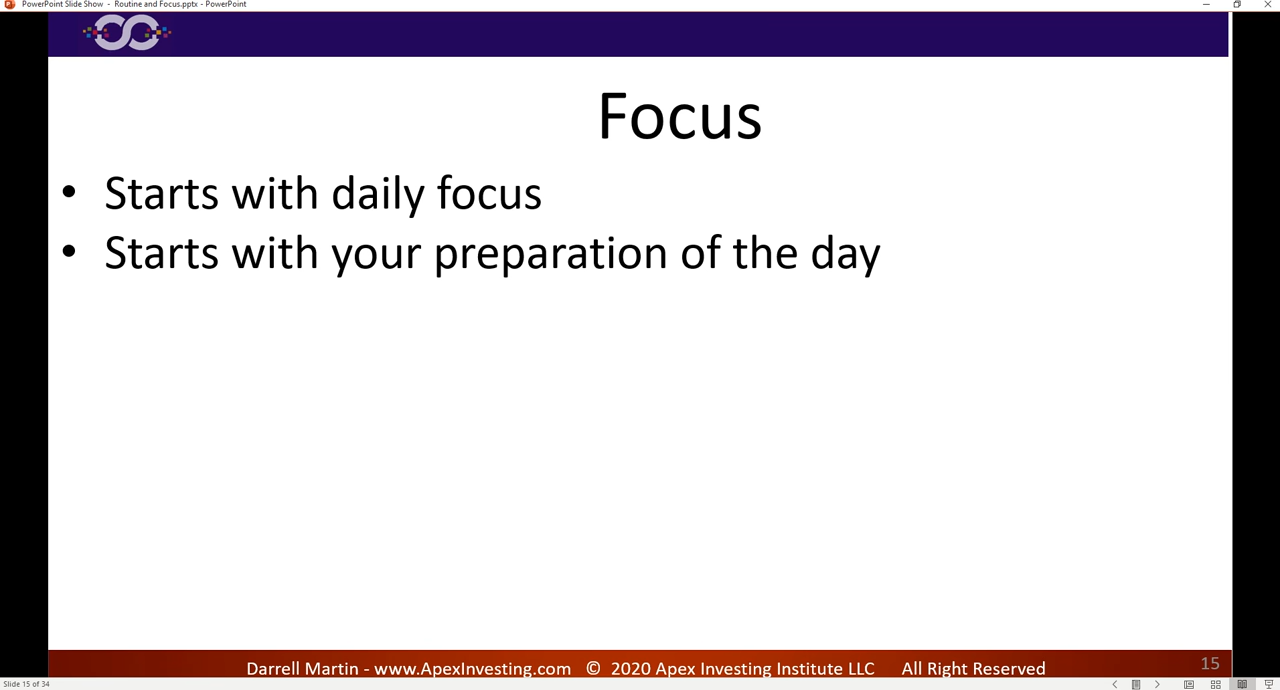 PowerPoint Slide Show - Routine and Focus.pptx - PowerPoint
Focus
• Starts with daily focus
• Starts with your preparation of the day
Darrell Martin - www.ApexInvesting.com © 2020 Apex Investing Institute LLC All Right Reserved
15
Slide 15 of 34